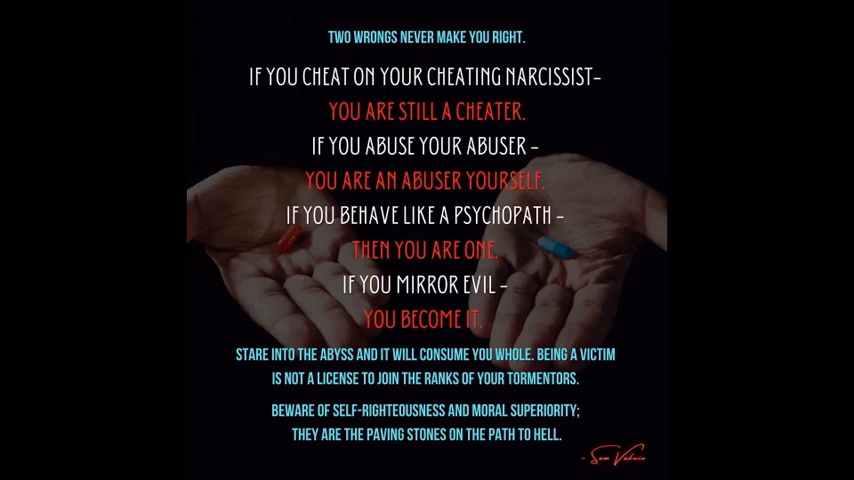 TWO WRONGS NEVER MAKE YOU RIGHT.
IF YOU CHEAT ON YOUR CHEATING NARCISSIST–
YOU ARE STILL A CHEATER.
IF YOU ABUSE YOUR ABUSER –
YOU ARE AN ABUSER YOURSELF.
IF YOU BEHAVE LIKE A PSYCHOPATH –
THEN YOU ARE ONE.
IF YOU MIRROR EVIL –
YOU BECOME IT.
STARE INTO THE ABYSS AND IT WILL CONSUME YOU WHOLE. BEING A VICTIM
IS NOT A LICENSE TO JOIN THE RANKS OF YOUR TORMENTORS.
BEWARE OF SELF-RIGHTEOUSNESS AND MORAL SUPERIORITY;
THEY ARE THE PAVING STONES ON THE PATH TO HELL.
- Sam Vaknin